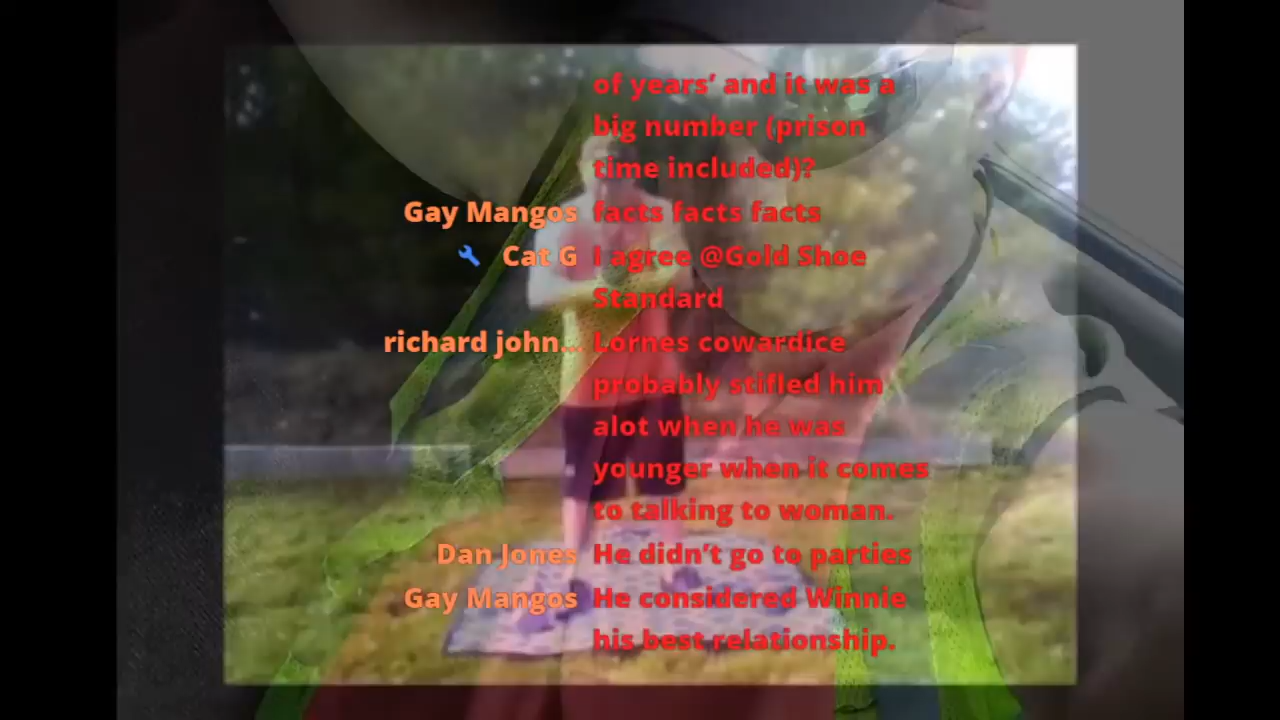 of years’ and it was a
big number (prison
time included)?
Gay Mangos facts facts facts
Cat G I agree @Gold Shoe
Standard
richard john... Lornes cowardice
probably stifled him
alot when he was
younger when it comes
to talking to woman.
Dan Jones He didn’t go to parties
Gay Mangos He considered Winnie
his best relationship.